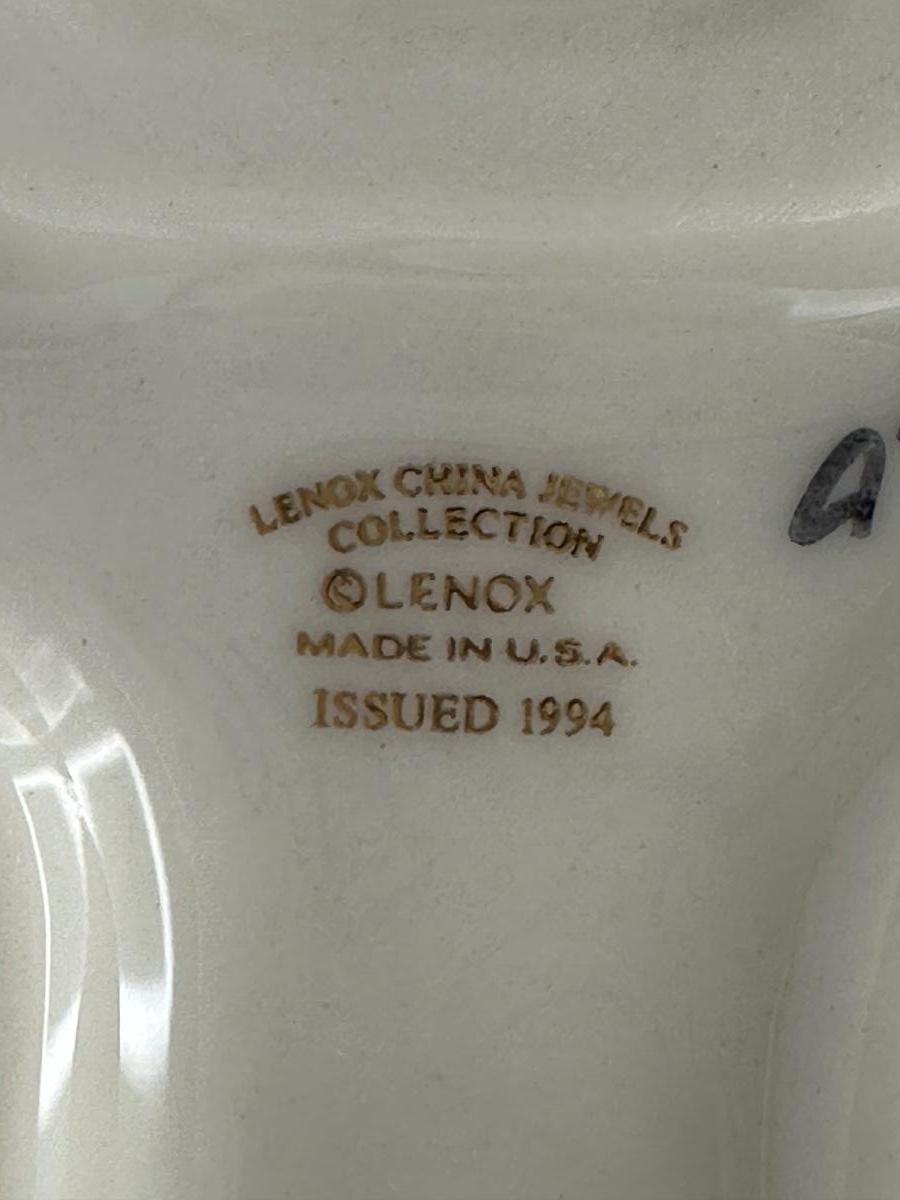 LENOX CHINA JEWELS
COLLECTION
©LENOX
MADE IN U.S.A.
ISSUED 1994